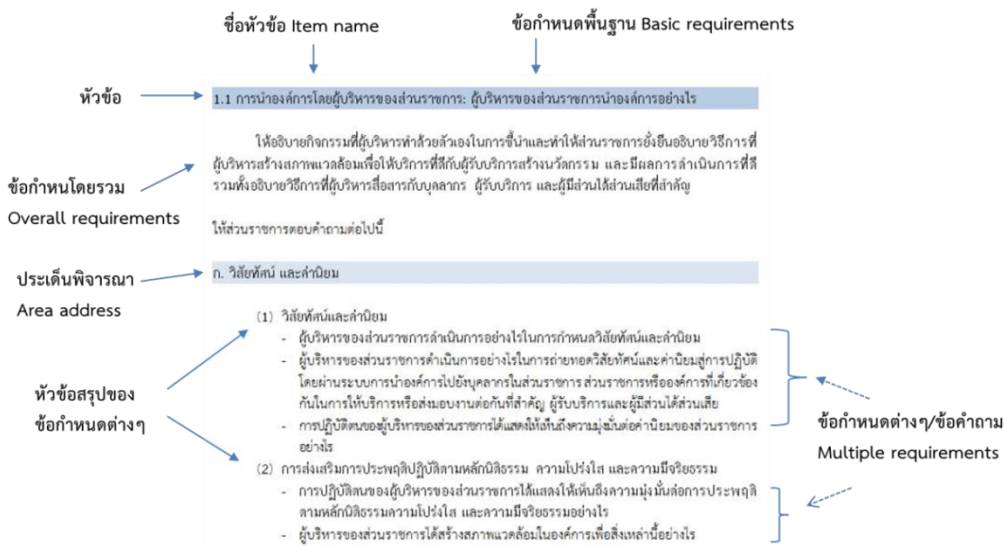 ชื่อหัวข้อ Item name
ข้อกำหนดพื้นฐาน Basic requirements
หัวข้อ
1.1 การนำองค์การโดยผู้บริหารของส่วนราชการ: ผู้บริหารของส่วนราชการนำองค์การอย่างไร
ให้อธิบายกิจกรรมที่ผู้บริหารทำด้วยตัวเองในการชี้นำและทำให้ส่วนราชการยั่งยืนอธิบายวิธีการที่
ผู้บริหารสร้างสภาพแวดล้อมเพื่อให้บริการที่ดีกับผู้รับบริการสร้างนวัตกรรม และมีผลการดำเนินการที่ดี
รวมทั้งอธิบายวิธีการที่ผู้บริหารสื่อสารกับบุคลากร ผู้รับบริการ และผู้มีส่วนได้ส่วนเสียที่สำคัญ
ข้อกำหนโดยรวม
Overall requirements
ให้ส่วนราชการตอบคำถามต่อไปนี้
ประเด็นพิจารณา
Area address
ก. วิสัยทัศน์ และค่านิยม
(1) วิสัยทัศน์และค่านิยม
- ผู้บริหารของส่วนราชการดำเนินการอย่างไรในการกำหนดวิสัยทัศน์และค่านิยม
- ผู้บริหารของส่วนราชการดำเนินการอย่างไรในการถ่ายทอดวิสัยทัศน์และค่านิยมสู่การปฏิบัติ
โดยผ่านระบบการนำองค์การไปยังบุคลากรในส่วนราชการ ส่วนราชการหรือองค์การที่เกี่ยวข้อง
กันในการให้บริการหรือส่งมอบงานต่อกันที่สำคัญ ผู้รับบริการและผู้มีส่วนได้ส่วนเสีย
- การปฏิบัติตนของผู้บริหารของส่วนราชการได้แสดงให้เห็นถึงความมุ่งมั่นต่อค่านิยมของส่วนราชการ
อย่างไร
หัวข้อสรุปของ
ข้อกำหนดต่างๆ
ข้อกำหนดต่างๆ/ข้อคำถาม
Multiple requirements
(2) การส่งเสริมการประพฤติปฏิบัติตามหลักนิติธรรม ความโปร่งใส และความมีจริยธรรม
- การปฏิบัติตนของผู้บริหารของส่วนราชการได้แสดงให้เห็นถึงความมุ่งมั่นต่อการประพฤติ
ตามหลักนิติธรรมความโปร่งใส และความมีจริยธรรมอย่างไร
- ผู้บริหารของส่วนราชการได้สร้างสภาพแวดล้อมในองค์การเพื่อสิ่งเหล่านี้อย่างไร